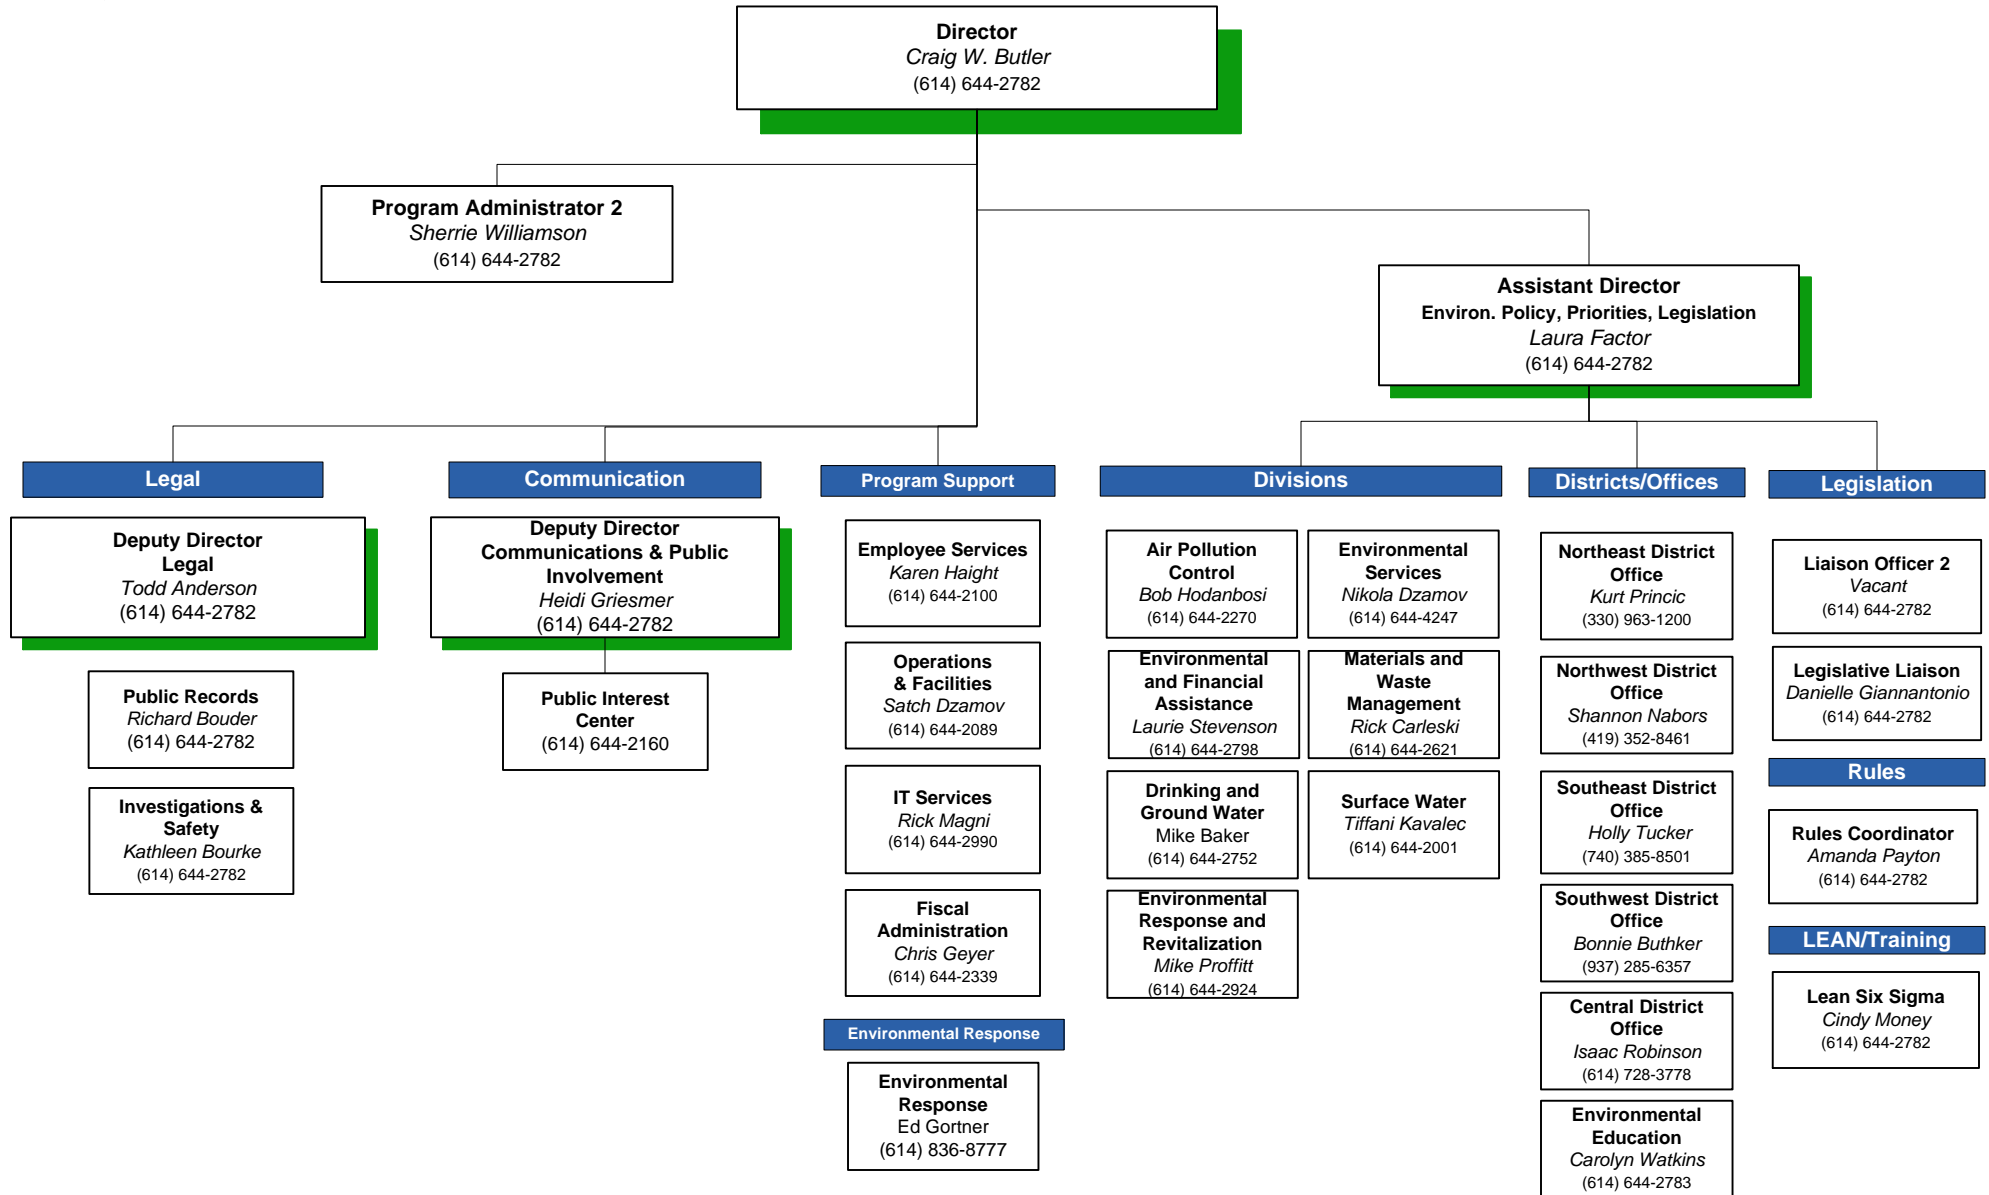 Director
Craig W. Butler
(614) 644-2782
Program Administrator 2
Sherrie Williamson
(614) 644-2782
Assistant Director
Environ. Policy, Priorities, Legislation
Laura Factor
(614) 644-2782
Legal
Deputy Director
Legal
Todd Anderson
(614) 644-2782
Public Records
Richard Bouder
(614) 644-2782
Investigations &
Safety
Kathleen Bourke
(614) 644-2782
Communication
Deputy Director
Communications & Public
Involvement
Heidi Griesmer
(614) 644-2782
Public Interest
Center
(614) 644-2160
Program Support
Employee Services
Karen Haight
(614) 644-2100
Operations
& Facilities
Satch Dzamov
(614) 644-2089
IT Services
Rick Magni
(614) 644-2990
Fiscal
Administration
Chris Geyer
(614) 644-2339
Environmental Response
Environmental
Response
Ed Gortner
(614) 836-8777
Divisions
Air Pollution
Control
Bob Hodanbosi
(614) 644-2270
Environmental
Services
Nikola Dzamov
(614) 644-4247
Environmental
and Financial
Assistance
Laurie Stevenson
(614) 644-2798
Materials and
Waste
Management
Rick Carleski
(614) 644-2621
Drinking and
Ground Water
Mike Baker
(614) 644-2752
Surface Water
Tiffani Kavalec
(614) 644-2001
Environmental
Response and
Revitalization
Mike Proffitt
(614) 644-2924
Districts/Offices
Northeast District
Office
Kurt Princic
(330) 963-1200
Northwest District
Office
Shannon Nabors
(419) 352-8461
Southeast District
Office
Holly Tucker
(740) 385-8501
Southwest District
Office
Bonnie Buthker
(937) 285-6357
Central District
Office
Isaac Robinson
(614) 728-3778
Environmental
Education
Carolyn Watkins
(614) 644-2783
Legislation
Liaison Officer 2
Vacant
(614) 644-2782
Legislative Liaison
Danielle Giannantonio
(614) 644-2782
Rules
Rules Coordinator
Amanda Payton
(614) 644-2782
LEAN/Training
Lean Six Sigma
Cindy Money
(614) 644-2782